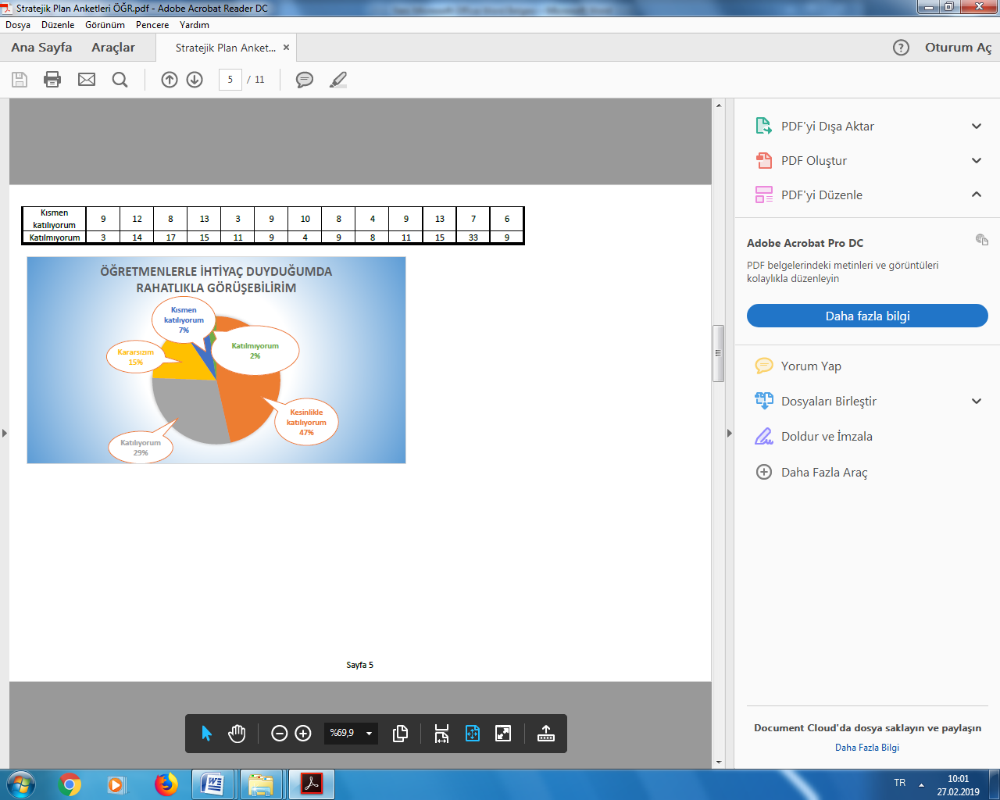 Stratejik Plan Anketleri ÖĞR.pdf - Adobe Acrobat Reader DC
Dosya Düzenle Görünüm Pencere Yardım
Ana Sayfa Araçlar Stratejik Plan Anket... × ? Oturum Aç
5 / 11
PDF'yi Dışa Aktar
PDF Oluştur
PDF'yi Düzenle
Adobe Acrobat Pro DC
PDF belgelerindeki metinleri ve görüntüleri
kolaylıkla düzenleyin
Daha fazla bilgi
Yorum Yap
Dosyaları Birleştir
Doldur ve İmzala
Daha Fazla Araç
Document Cloud'da dosya saklayın ve paylaşın
Daha Fazla Bilgi
Kısmen katılıyorum 9 12 8 13 3 9 10 8 4 9 13 7 6
Katılmıyorum 3 14 17 15 11 9 4 9 8 11 15 33 9
ÖĞRETMENLERLE İHTİYAÇ DUYDUĞUMDA
RAHATLIKLA GÖRÜŞEBİLİRİM
Kısmen
katılıyorum
7%
Katılmıyorum
2%
Kararsızım
15%
Kesinlikle
katılıyorum
47%
Katılıyorum
29%
Sayfa 5
%69,9
TR 10:01
27.02.2019